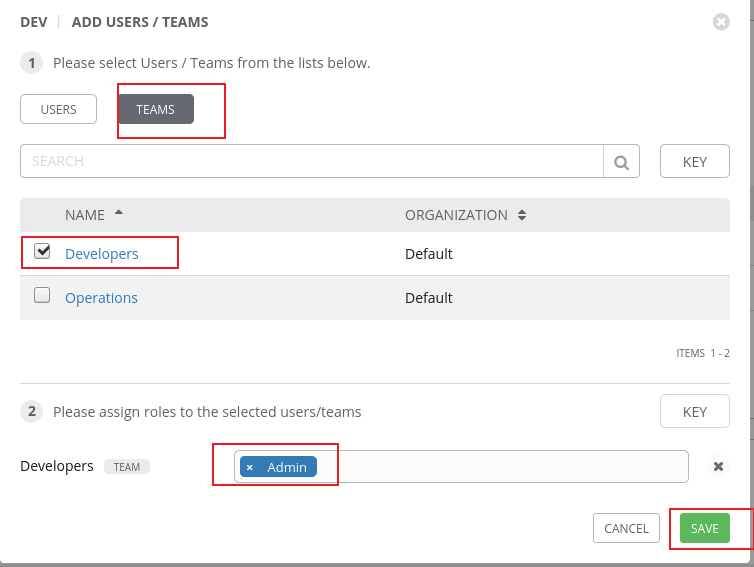 DEV | ADD USERS / TEAMS
1 Please select Users / Teams from the lists below.
USERS TEAMS
SEARCH KEY
NAME ORGANIZATION
Developers Default
Operations Default
ITEMS 1 - 2
2 Please assign roles to the selected users/teams KEY
Developers TEAM × Admin
CANCEL SAVE